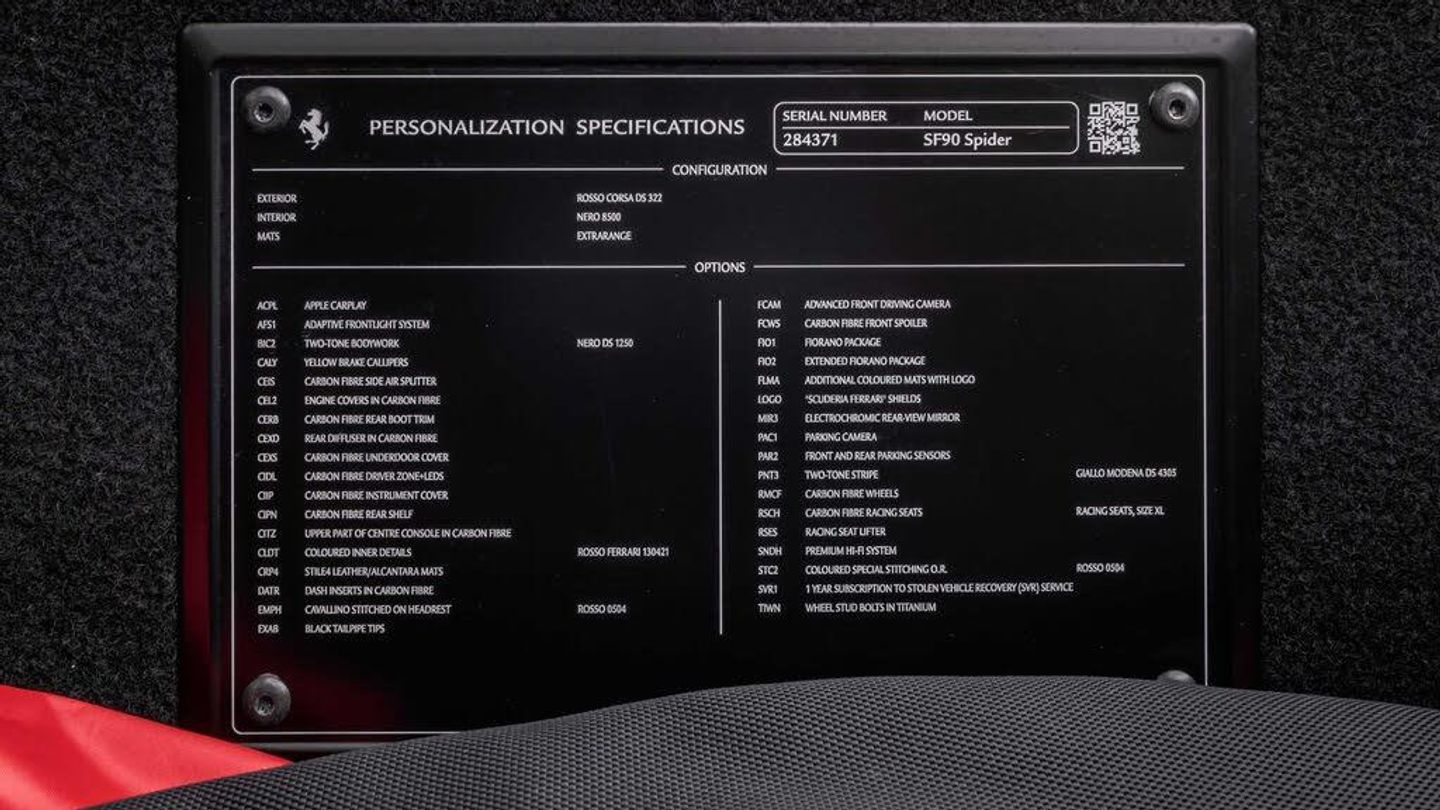 PERSONALIZATION SPECIFICATIONS
SERIAL NUMBER MODEL
284371 SF90 Spider
CONFIGURATION
EXTERIOR ROSSO CORSA DS 322
INTERIOR NERO 8500
MATS EXTRARANGE
OPTIONS
ACPL APPLE CARPLAY
AFS1 ADAPTIVE FRONTLIGHT SYSTEM
BIC2 TWO-TONE BODYWORK NERO DS 1250
CALY YELLOW BRAKE CALLIPERS
CEIS CARBON FIBRE SIDE AIR SPLITTER
CEL2 ENGINE COVERS IN CARBON FIBRE
CERB CARBON FIBRE REAR BOOT TRIM
CEXD REAR DIFFUSER IN CARBON FIBRE
CEXS CARBON FIBRE UNDERDOOR COVER
CIDL CARBON FIBRE DRIVER ZONE+LEDS
CIIP CARBON FIBRE INSTRUMENT COVER
CIPN CARBON FIBRE REAR SHELF
CITZ UPPER PART OF CENTRE CONSOLE IN CARBON FIBRE
CLDT COLOURED INNER DETAILS ROSSO FERRARI 130421
CRP4 STILE4 LEATHER/ALCANTARA MATS
DATR DASH INSERTS IN CARBON FIBRE
EMPH CAVALLINO STITCHED ON HEADREST ROSSO 0504
EXAB BLACK TAILPIPE TIPS
FCAM ADVANCED FRONT DRIVING CAMERA
FCWS CARBON FIBRE FRONT SPOILER
FIO1 FIORANO PACKAGE
FIO2 EXTENDED FIORANO PACKAGE
FLMA ADDITIONAL COLOURED MATS WITH LOGO
LOGO "SCUDERIA FERRARI" SHIELDS
MIR3 ELECTROCHROMIC REAR-VIEW MIRROR
PAC1 PARKING CAMERA
PAR2 FRONT AND REAR PARKING SENSORS
PNT3 TWO-TONE STRIPE GIALLO MODENA DS 4305
RMCF CARBON FIBRE WHEELS
RSCH CARBON FIBRE RACING SEATS RACING SEATS, SIZE XL
RSES RACING SEAT LIFTER
SNDH PREMIUM HI-FI SYSTEM
STC2 COLOURED SPECIAL STITCHING O.R. ROSSO 0504
SVR1 1 YEAR SUBSCRIPTION TO STOLEN VEHICLE RECOVERY (SVR) SERVICE
TIWN WHEEL STUD BOLTS IN TITANIUM